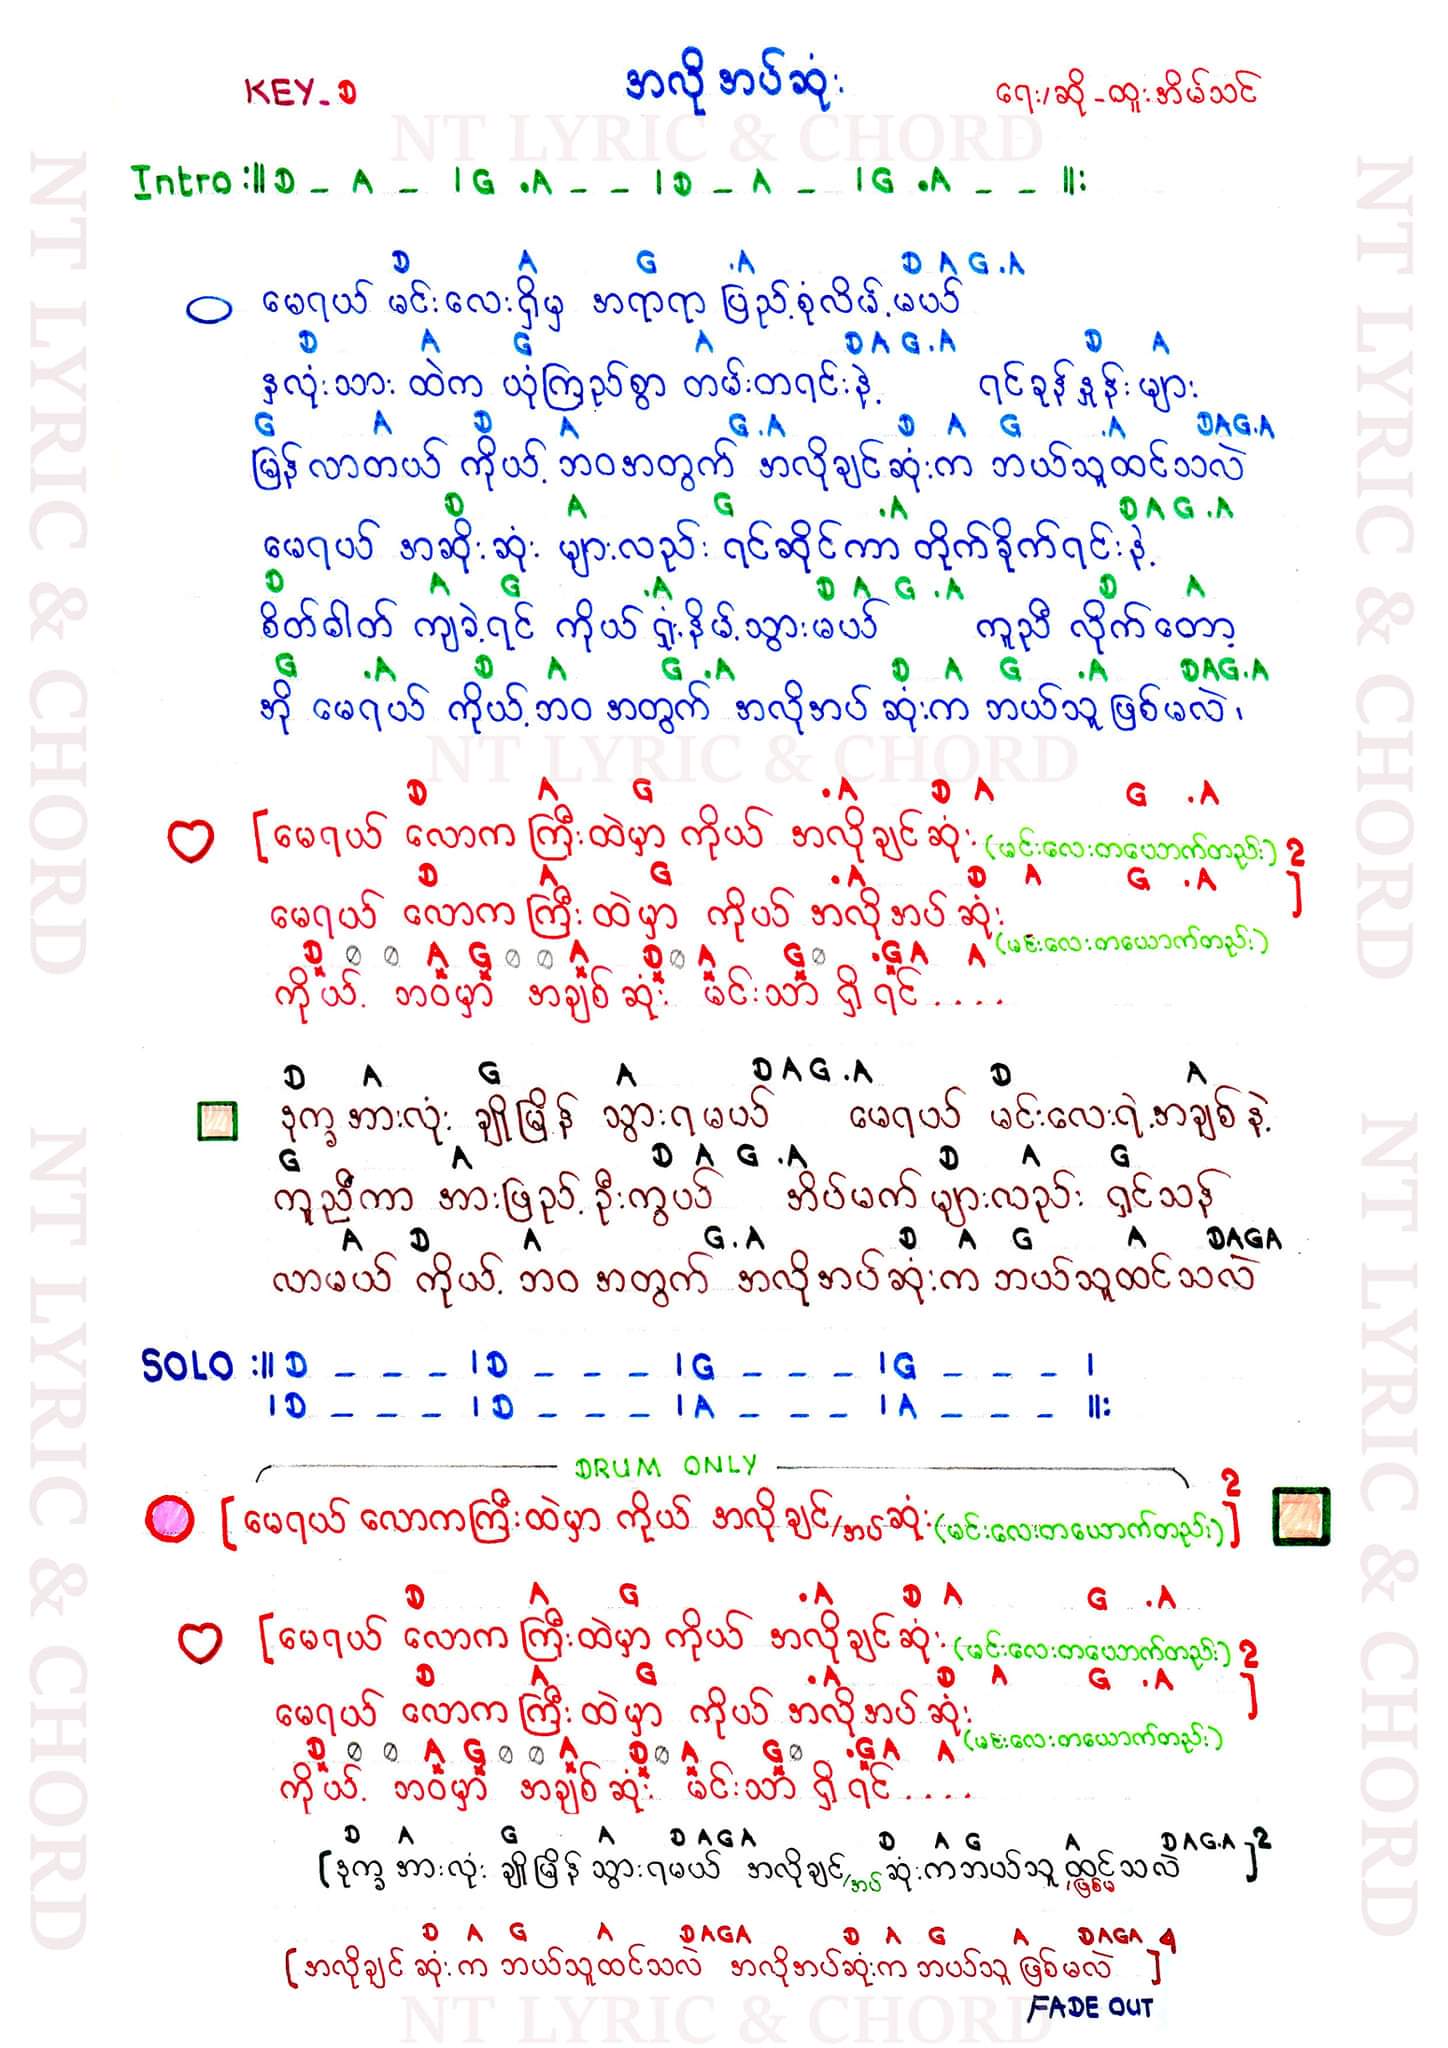 KEY - D
အလိုအပ်ဆုံး
ရေး/ဆို - ထူးအိမ်သင်
NT LYRIC & CHORD
Intro :|| D _ A _ | G .A _ _ | D _ A _ | G .A _ _ ||:
D A G .A D A G .A
မေရယ် မင်းလေးရှိမှ အရာရာ ပြည့်စုံလိမ့်မယ်
D A G A D A G .A D A
နှလုံးသား ထဲက ယုံကြည်စွာ တမ်းတရင်းနဲ့ ရင်ခုန်နှုန်းများ
G A D A G .A D A G .A D A G .A
မြန်လာတယ် ကိုယ့်ဘဝအတွက် အလိုချင်ဆုံးက ဘယ်သူထင်သလဲ
D A G .A D A G .A
မေရယ် အဆိုးဆုံး များလည်း ရင်ဆိုင်ကာ တိုက်ခိုက်ရင်းနဲ့
D A G .A D A G .A D A
စိတ်ဓါတ် ကျခဲ့ရင် ကိုယ်ရှုံးနိမ့်သွားမယ် ကူညီ လိုက်တော့
G .A D A G .A D A G .A D A G .A
အို မေရယ် ကိုယ့်ဘဝ အတွက် အလိုအပ်ဆုံးက ဘယ်သူ ဖြစ်မလဲ၊
NT LYRIC & CHORD
D A G .A D A G .A
[မေရယ် လောကကြီးထဲမှာ ကိုယ် အလိုချင်ဆုံး (မင်းလေးတယောက်တည်း) 2
D A G .A D A G .A ]
မေရယ် လောကကြီးထဲမှာ ကိုယ် အလိုအပ်ဆုံး (မင်းလေးတယောက်တည်း)
D ∅ ∅ A G ∅ ∅ A D ∅ A G ∅ .G A A
ကိုယ့် ဘဝမှာ အချစ်ဆုံး မင်းသာ ရှိရင် ....
D A G A D A G .A D A
ဒုက္ခအားလုံး ချိုမြိန် သွားရမယ် မေရယ် မင်းလေးရဲ့အချစ်နဲ့
G A D A G .A D A G
ကူညီကာ အားဖြည့်ဦးကွယ် အိပ်မက်များလည်း ရှင်သန်
A D A G .A D A G A D A G A
လာမယ် ကိုယ့်ဘဝ အတွက် အလိုအပ်ဆုံးက ဘယ်သူထင်သလဲ
SOLO :|| D _ _ _ | D _ _ _ | G _ _ _ | G _ _ _ |
| D _ _ _ | D _ _ _ | A _ _ _ | A _ _ _ ||:
DRUM ONLY
[မေရယ် လောကကြီးထဲမှာ ကိုယ် အလိုချင်/အပ်ဆုံး (မင်းလေးတယောက်တည်း)]2
D A G .A D A G .A
[မေရယ် လောကကြီးထဲမှာ ကိုယ် အလိုချင်ဆုံး (မင်းလေးတယောက်တည်း) 2
D A G .A D A G .A ]
မေရယ် လောကကြီးထဲမှာ ကိုယ် အလိုအပ်ဆုံး (မင်းလေးတယောက်တည်း)
D ∅ ∅ A G ∅ ∅ A D ∅ A G ∅ .G A A
ကိုယ့် ဘဝမှာ အချစ်ဆုံး မင်းသာ ရှိရင် ....
D A G A D A G A D A G A D A G .A ]2
(ဒုက္ခအားလုံး ချိုမြိန် သွားရမယ် အလိုချင်/အပ်ဆုံးကဘယ်သူ ထင်/ဖြစ်မ သလဲ
D A G A D A G A D A G A D A G A 4
[အလိုချင်ဆုံးက ဘယ်သူထင်သလဲ အလိုအပ်ဆုံးက ဘယ်သူ ဖြစ်မလဲ ]
FADE OUT
NT LYRIC & CHORD
NT LYRIC & CHORD
NT LYRIC & CHORD
NT LYRIC & CHORD
NT LYRIC & CHORD